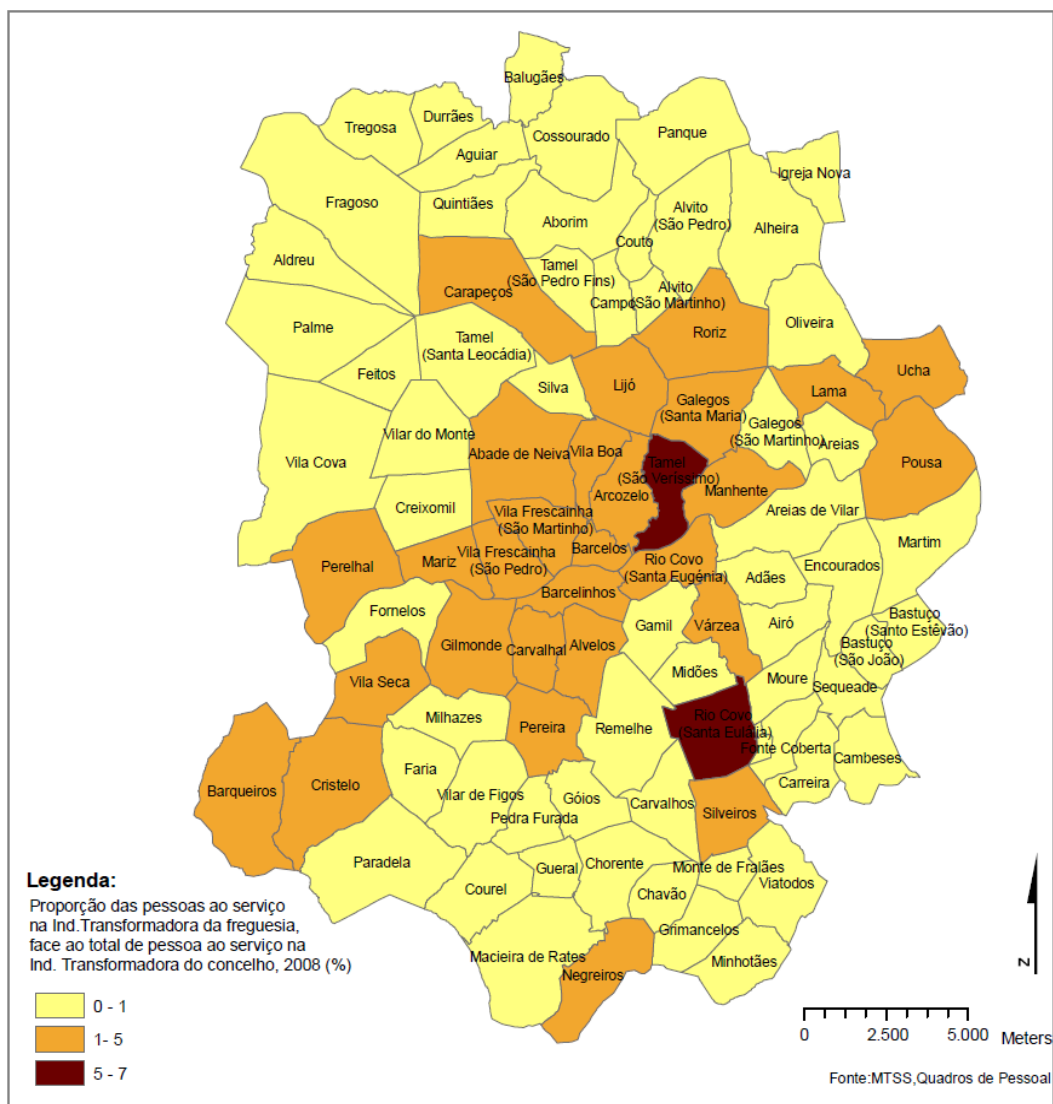 Balugães
Durrães
Tregosa
Cossourado
Panque
Aguiar
Igreja Nova
Fragoso
Quintiães
Aborim
Alvito
(São Pedro)
Alheira
Couto
Aldreu
Tamel
(São Pedro Fins)
Carapeços
Campo
Alvito
(São Martinho)
Palme
Roriz
Oliveira
Tamel
(Santa Leocádia)
Feitos
Silva
Lijó
Ucha
Lama
Galegos
(Santa Maria)
Vilar do Monte
Galegos
(São Martinho)
Areias
Vila Cova
Abade de Neiva
Vila Boa
Tamel
(São Veríssimo)
Pousa
Arcozelo
Manhente
Creixomil
Vila Frescainha
(São Martinho)
Areias de Vilar
Martim
Perelhal
Mariz
Vila Frescainha
(São Pedro)
Barcelos
Rio Covo
(Santa Eugénia)
Encourados
Adães
Barcelinhos
Fornelos
Gamil
Várzea
Airó
Bastuço
(Santo Estêvão)
Gilmonde
Carvalhal
Alvelos
Bastuço
(São João)
Midões
Moure
Vila Seca
Sequeade
Milhazes
Pereira
Remelhe
Rio Covo
(Santa Eulália)
Fonte Coberta
Cambeses
Barqueiros
Cristelo
Faria
Vilar de Figos
Góios
Carvalhos
Carreira
Pedra Furada
Silveiros
Paradela
Courel
Gueral
Chorente
Monte de Fralães
Viatodos
Chavão
Grimancelos
Macieira de Rates
Negreiros
Minhotães
Legenda:
Proporção das pessoas ao serviço
na Ind.Transformadora da freguesia,
face ao total de pessoa ao serviço na
Ind. Transformadora do concelho, 2008 (%)
0 - 1
1- 5
5 - 7
N
0 2.500 5.000 Meters
Fonte:MTSS,Quadros de Pessoal